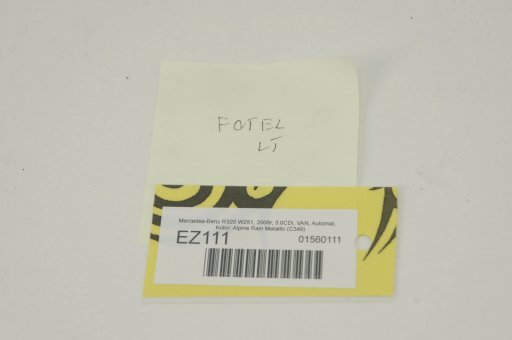 FOTEL
LT
Mercedes-Benz R320 W251, 2006r, 3.0CDi, VAN, Automat,
Kolor: Alpine Rain Metallic (C349)
EZ111 01560111